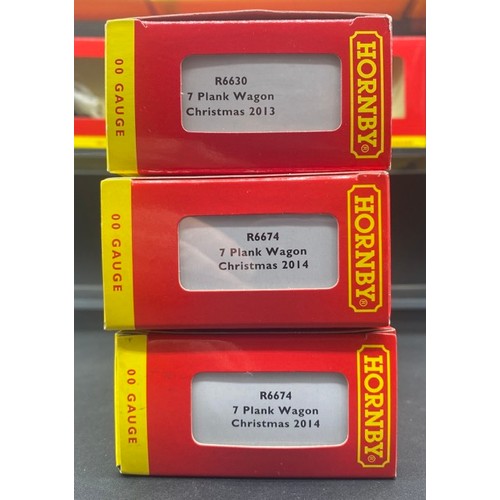 00 GAUGE
R6630
7 Plank Wagon
Christmas 2013
HORNBY®
00 GAUGE
R6674
7 Plank Wagon
Christmas 2014
HORNBY®
00 GAUGE
R6674
7 Plank Wagon
Christmas 2014
HORNBY®